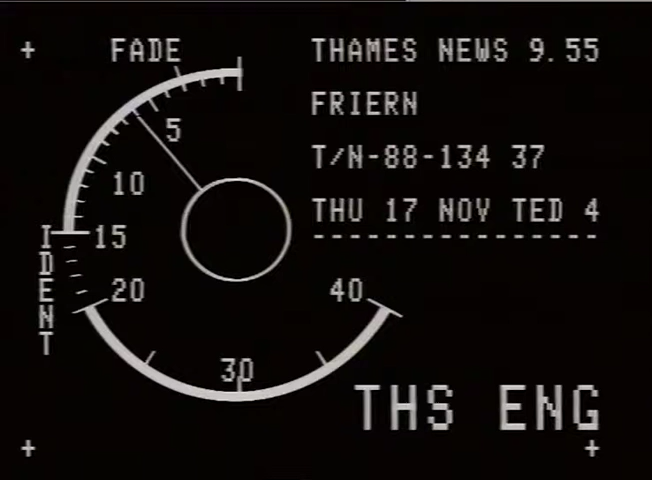 FADE
THAMES NEWS 9.55
FRIERN
T/N-88-134 37
THU 17 NOV TED 4
5
10
15
20
30
40
IDENT
THS ENG